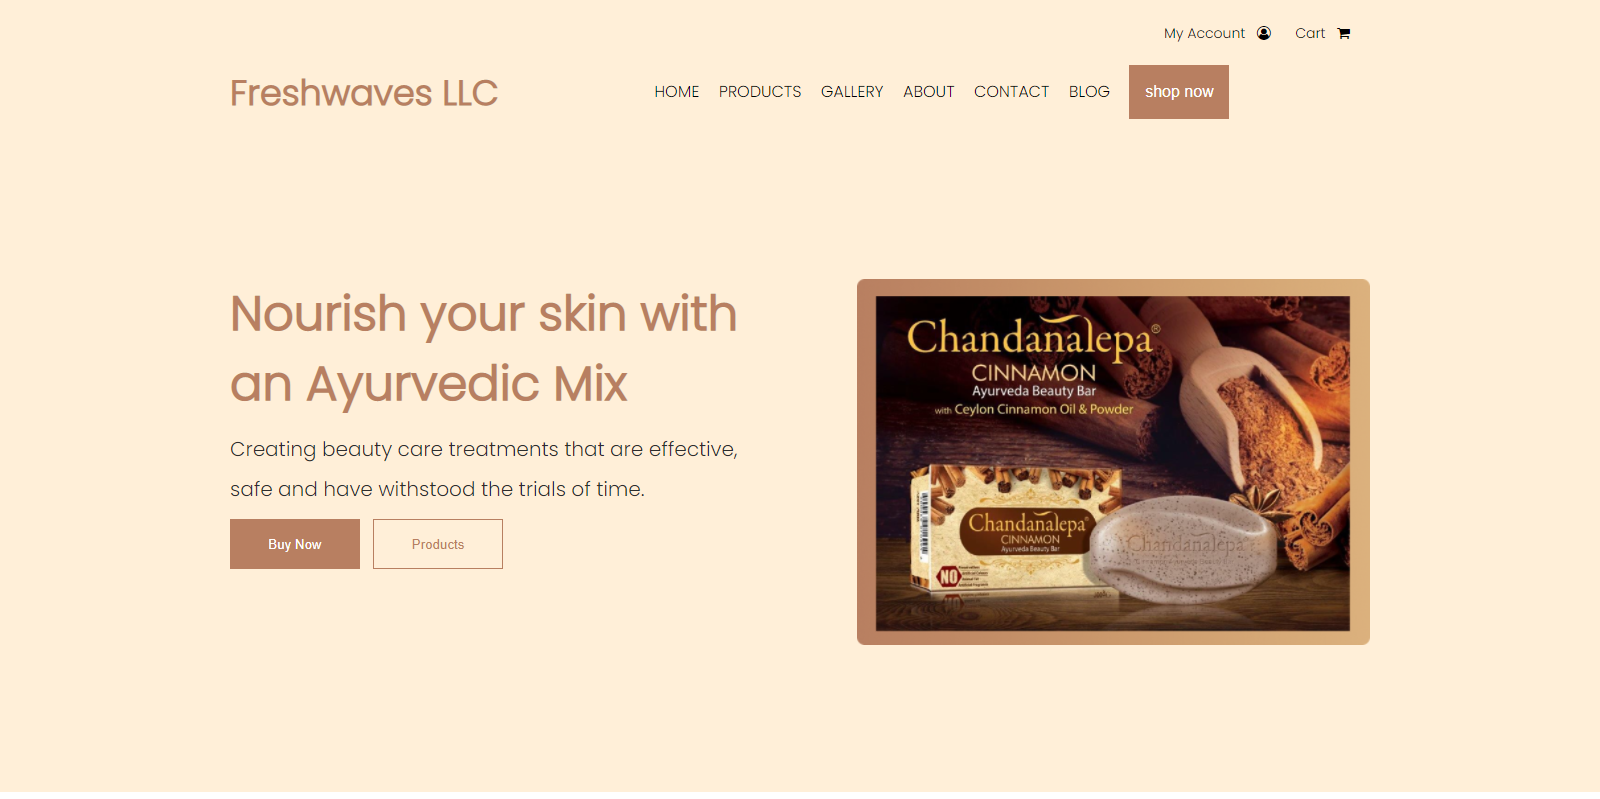 My Account
Cart
Freshwaves LLC
HOME
PRODUCTS
GALLERY
ABOUT
CONTACT
BLOG
shop now
Nourish your skin with
an Ayurvedic Mix
Creating beauty care treatments that are effective,
safe and have withstood the trials of time.
Buy Now
Products
Chandanalepa®
CINNAMON
Ayurveda Beauty Bar
with Ceylon Cinnamon Oil & Powder
Chandanalepa®
CINNAMON
Ayurveda Beauty Bar
NO
Chandanalepa